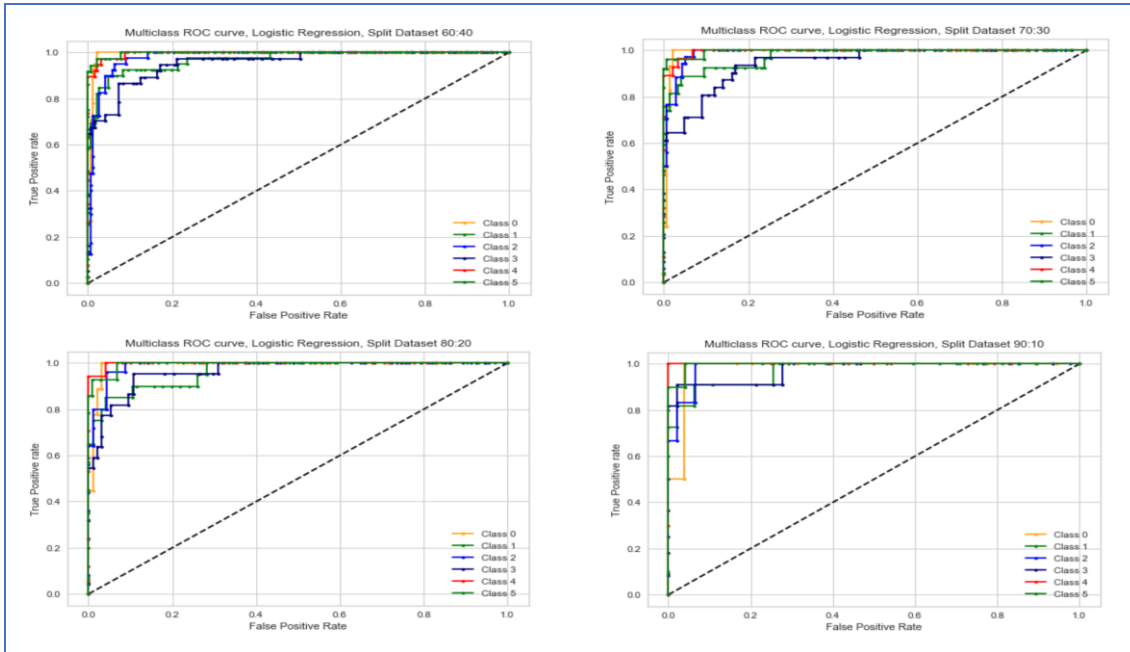 Multiclass ROC curve, Logistic Regression, Split Dataset 60:40
1.0
0.8
0.6
0.4
0.2
0.0
True Positive rate
Class 0
Class 1
Class 2
Class 3
Class 4
Class 5
0.0 0.2 0.4 0.6 0.8 1.0
False Positive Rate
Multiclass ROC curve, Logistic Regression, Split Dataset 70:30
1.0
0.8
0.6
0.4
0.2
0.0
True Positive rate
Class 0
Class 1
Class 2
Class 3
Class 4
Class 5
0.0 0.2 0.4 0.6 0.8 1.0
False Positive Rate
Multiclass ROC curve, Logistic Regression, Split Dataset 80:20
1.0
0.8
0.6
0.4
0.2
0.0
True Positive rate
Class 0
Class 1
Class 2
Class 3
Class 4
Class 5
0.0 0.2 0.4 0.6 0.8 1.0
False Positive Rate
Multiclass ROC curve, Logistic Regression, Split Dataset 90:10
1.0
0.8
0.6
0.4
0.2
0.0
True Positive rate
Class 0
Class 1
Class 2
Class 3
Class 4
Class 5
0.0 0.2 0.4 0.6 0.8 1.0
False Positive Rate